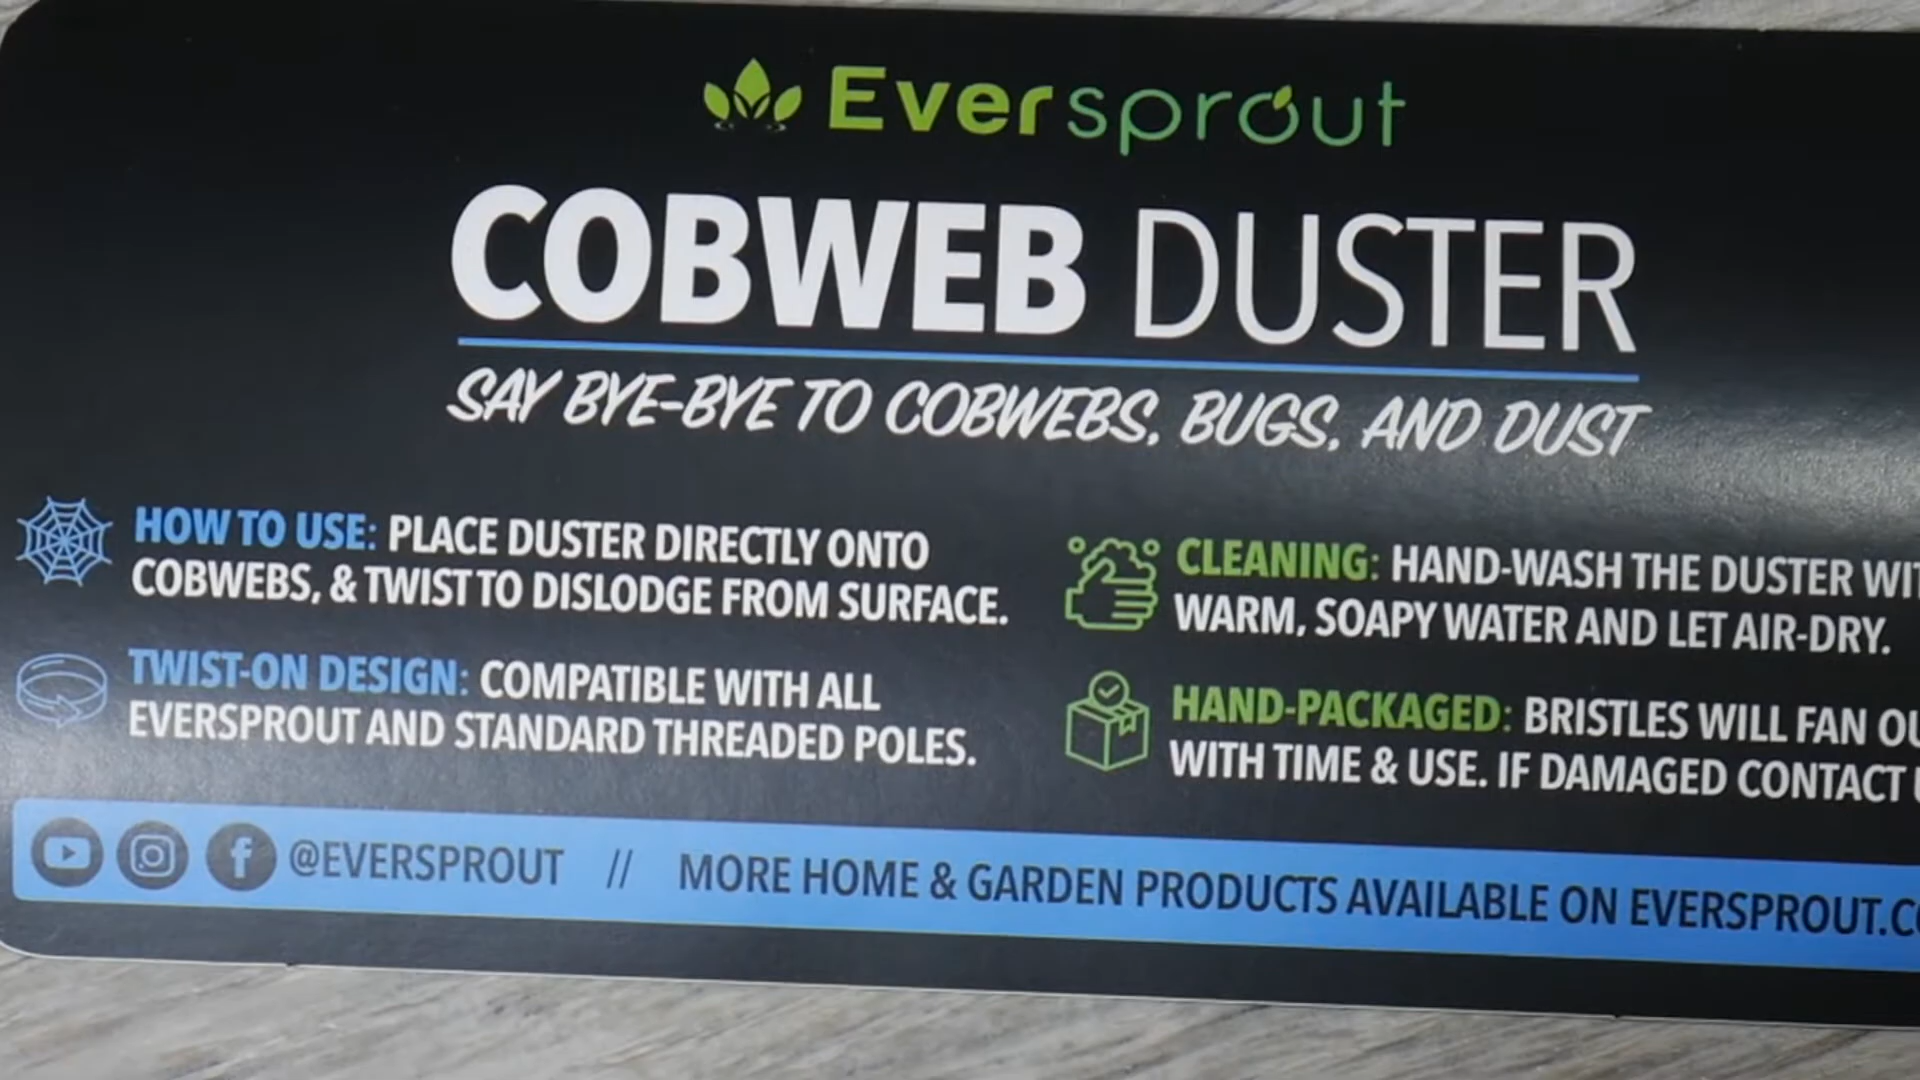 Eversprout
COBWEB DUSTER
SAY BYE-BYE TO COBWEBS, BUGS, AND DUST
HOW TO USE: PLACE DUSTER DIRECTLY ONTO
COBWEBS, & TWIST TO DISLODGE FROM SURFACE.
TWIST-ON DESIGN: COMPATIBLE WITH ALL
EVERSPROUT AND STANDARD THREADED POLES.
CLEANING: HAND-WASH THE DUSTER
WARM, SOAPY WATER AND LET AIR-DRY.
HAND-PACKAGED: BRISTLES WILL FAN
WITH TIME & USE. IF DAMAGED CONTACT
@EVERSPROUT // MORE HOME & GARDEN PRODUCTS AVAILABLE ON